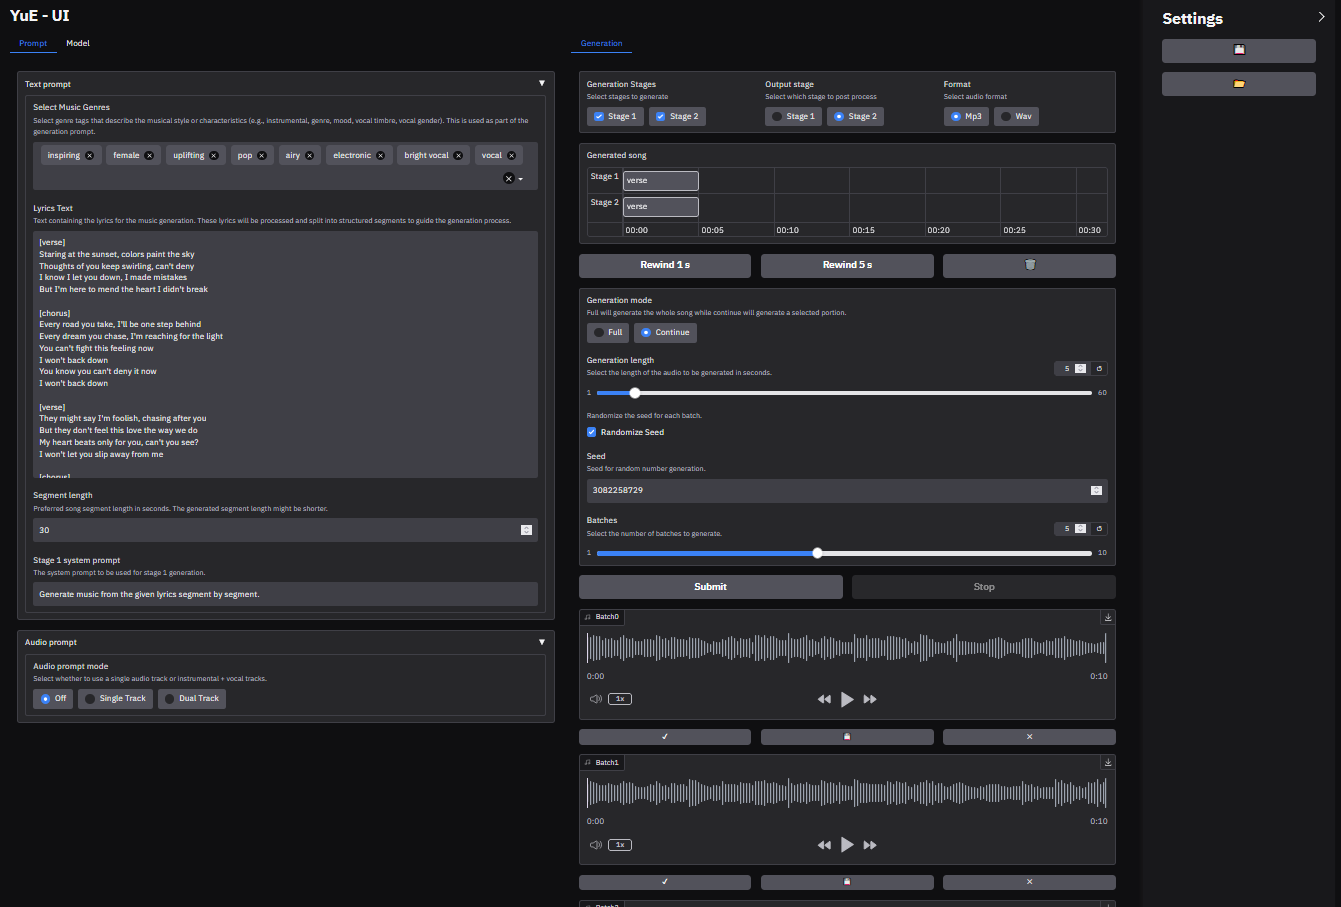 YuE - UI
Prompt Model
Text prompt
Select Music Genres
Select genre tags that describe the musical style or characteristics (e.g., instrumental, genre, mood, vocal timbre, vocal gender). This is used as part of the
generation prompt.
inspiring female uplifting pop airy electronic bright vocal vocal
Lyrics Text
Text containing the lyrics for the music generation. These lyrics will be processed and split into structured segments to guide the generation process.
[verse]
Staring at the sunset, colors paint the sky
Thoughts of you keep swirling, can't deny
I know I let you down, I made mistakes
But I'm here to mend the heart I didn't break
[chorus]
Every road you take, I'll be one step behind
Every dream you chase, I'm reaching for the light
You can't fight this feeling now
I won't back down
You know you can't deny it now
I won't back down
[verse]
They might say I'm foolish, chasing after you
But they don't feel this love the way we do
My heart beats only for you, can't you see?
I won't let you slip away from me
[chorus]
Segment length
Preferred song segment length in seconds. The generated segment length might be shorter.
30
Stage 1 system prompt
The system prompt to be used for stage 1 generation.
Generate music from the given lyrics segment by segment.
Audio prompt
Audio prompt mode
Select whether to use a single audio track or instrumental + vocal tracks.
Off Single Track Dual Track
Generation
Generation Stages
Select stages to generate
Stage 1 Stage 2
Output stage
Select which stage to post process
Stage 1 Stage 2
Format
Select audio format
Mp3 Wav
Generated song
Stage 1 verse
Stage 2 verse
00:00 00:05 00:10 00:15 00:20 00:25 00:30
Rewind 1 s Rewind 5 s
Generation mode
Full will generate the whole song while continue will generate a selected portion.
Full Continue
Generation length
Select the length of the audio to be generated in seconds.
5
1 60
Randomize the seed for each batch.
Randomize Seed
Seed
Seed for random number generation.
3082258729
Batches
Select the number of batches to generate.
5
1 10
Submit Stop
Batch0
0:00 0:10
1x
Batch1
0:00 0:10
1x
Batch2
Settings